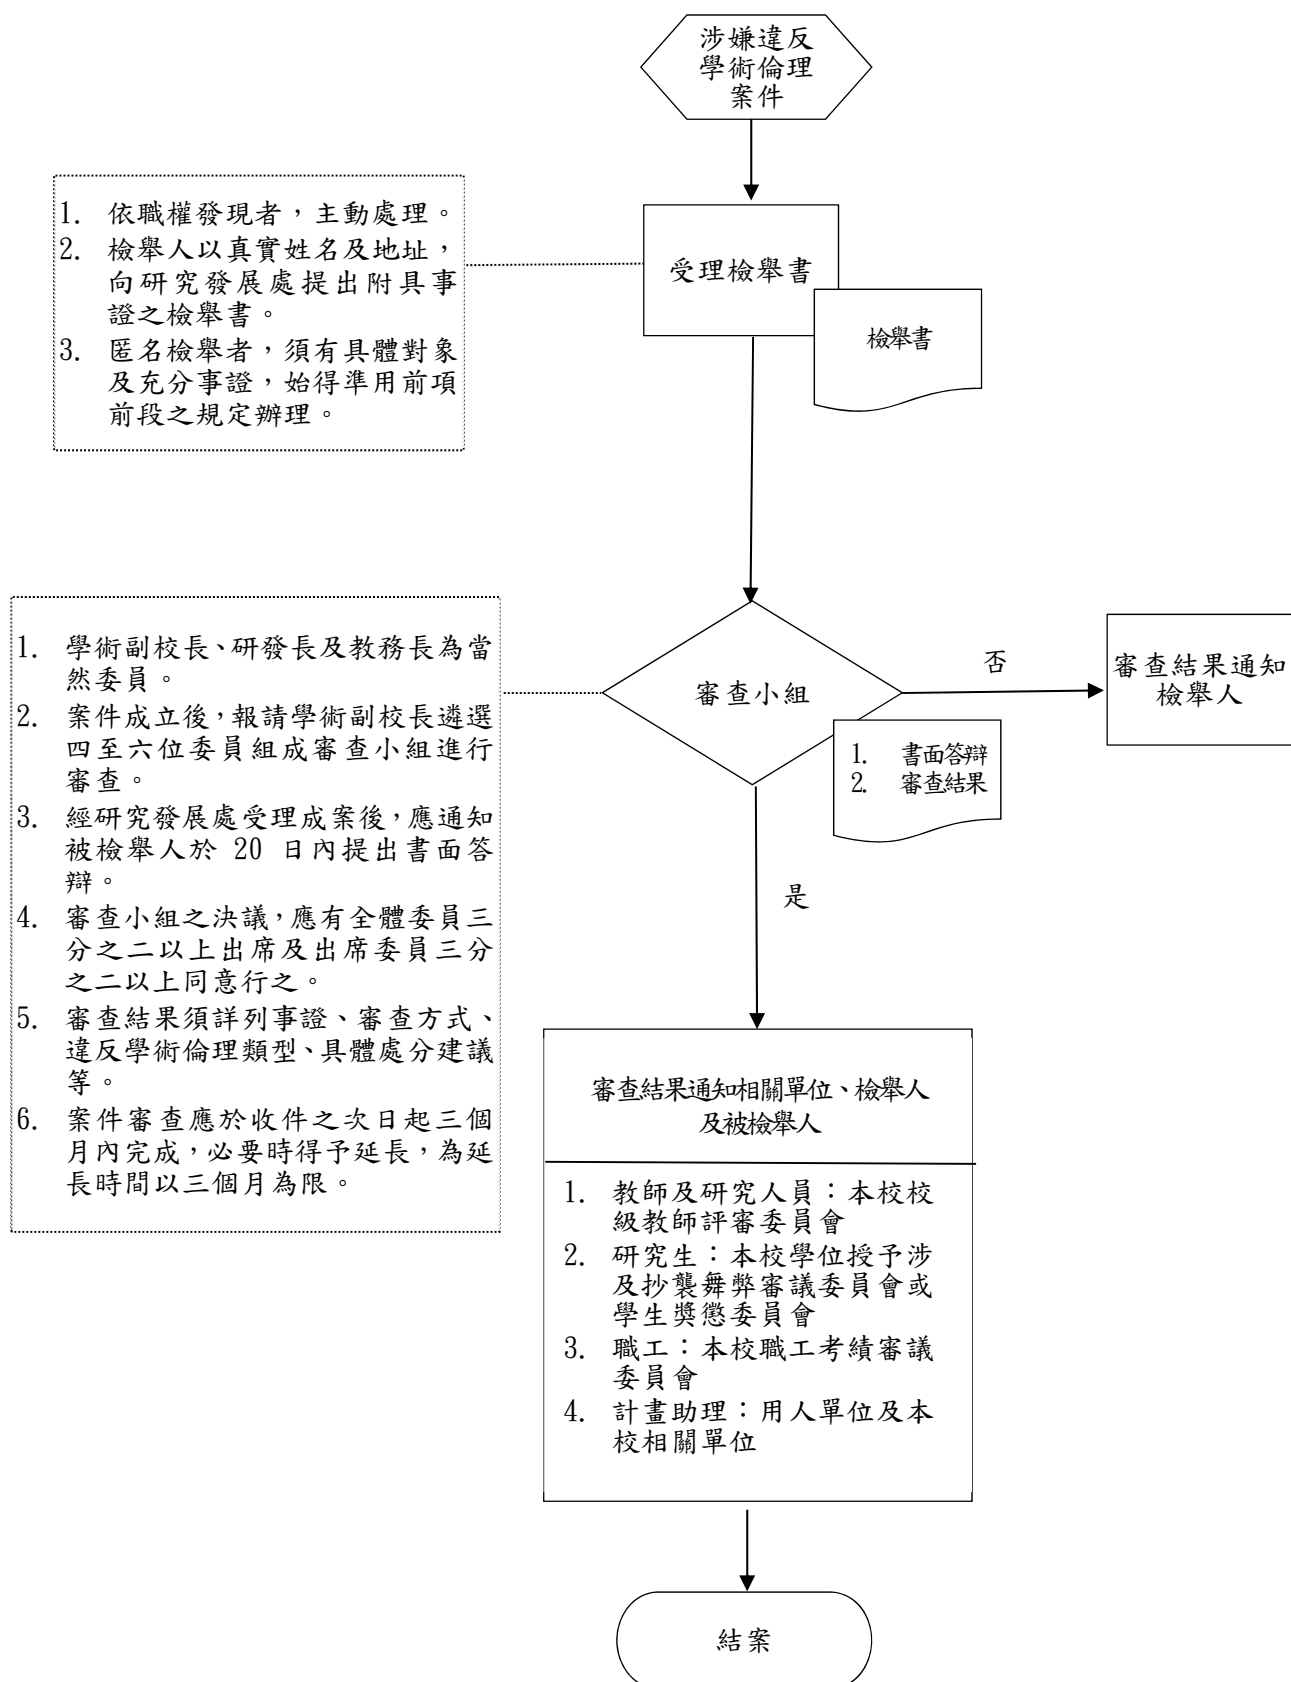 涉嫌違反
學術倫理
案件
1. 依職權發現者，主動處理。
2. 檢舉人以真實姓名及地址，
向研究發展處提出附具事
證之檢舉書。
3. 匿名檢舉者，須有具體對象
及充分事證，始得準用前項
前段之規定辦理。
受理檢舉書
檢舉書
1. 學術副校長、研發長及教務長為當
然委員。
2. 案件成立後，報請學術副校長遴選
四至六位委員組成審查小組進行
審查。
3. 經研究發展處受理成案後，應通知
被檢舉人於 20 日內提出書面答
辯。
4. 審查小組之決議，應有全體委員三
分之二以上出席及出席委員三分
之二以上同意行之。
5. 審查結果須詳列事證、審查方式、
違反學術倫理類型、具體處分建議
等。
6. 案件審查應於收件之次日起三個
月內完成，必要時得予延長，為延
長時間以三個月為限。
審查小組
否
審查結果通知
檢舉人
1. 書面答辯
2. 審查結果
是
審查結果通知相關單位、檢舉人
及被檢舉人
1. 教師及研究人員：本校校
級教師評審委員會
2. 研究生：本校學位授予涉
及抄襲舞弊審議委員會或
學生獎懲委員會
3. 職工：本校職工考績審議
委員會
4. 計畫助理：用人單位及本
校相關單位
結案